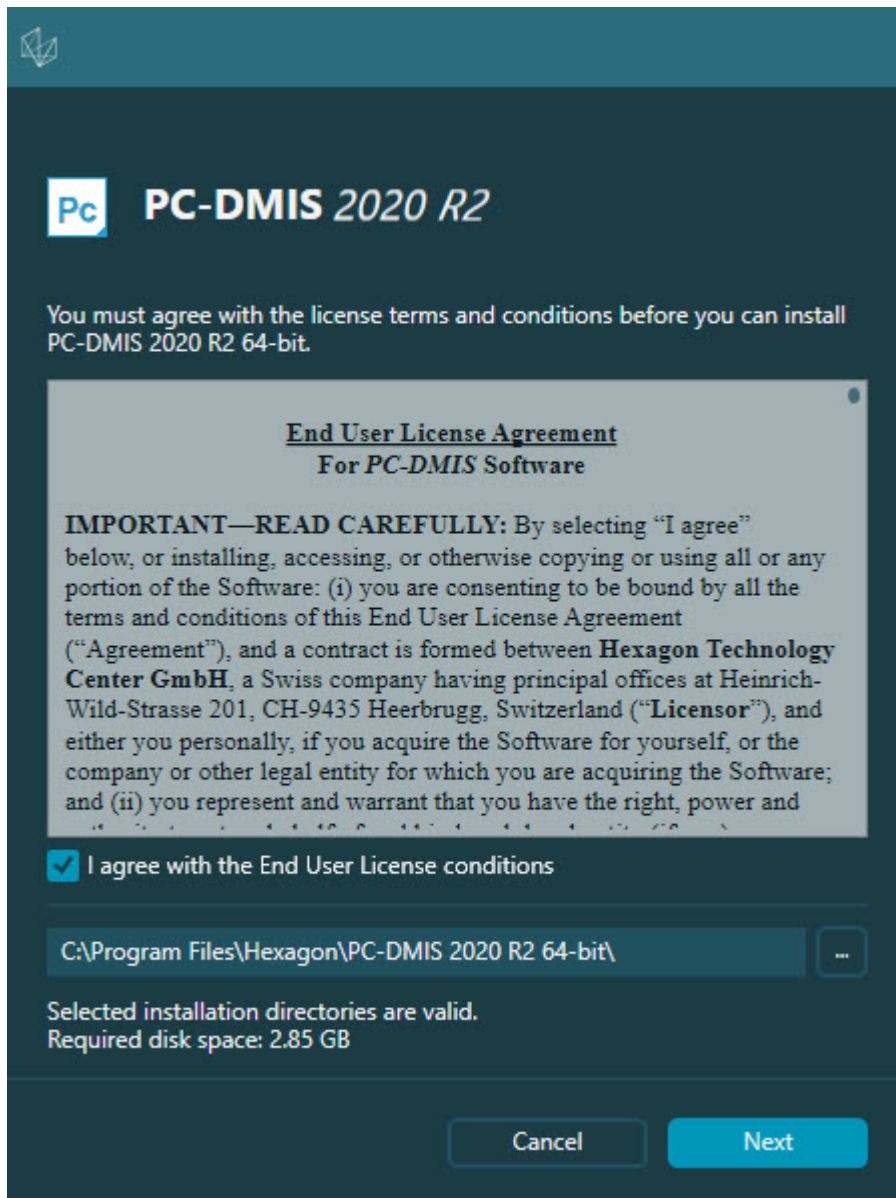 Pc
PC-DMIS 2020 R2
You must agree with the license terms and conditions before you can install
PC-DMIS 2020 R2 64-bit.
End User License Agreement
For PC-DMIS Software
IMPORTANT—READ CAREFULLY: By selecting “I agree”
below, or installing, accessing, or otherwise copying or using all or any
portion of the Software: (i) you are consenting to be bound by all the
terms and conditions of this End User License Agreement
(“Agreement”), and a contract is formed between Hexagon Technology
Center GmbH, a Swiss company having principal offices at Heinrich-
Wild-Strasse 201, CH-9435 Heerbrugg, Switzerland (“Licensor”), and
either you personally, if you acquire the Software for yourself, or the
company or other legal entity for which you are acquiring the Software;
and (ii) you represent and warrant that you have the right, power and
I agree with the End User License conditions
C:\Program Files\Hexagon\PC-DMIS 2020 R2 64-bit\
...
Selected installation directories are valid.
Required disk space: 2.85 GB
Cancel
Next